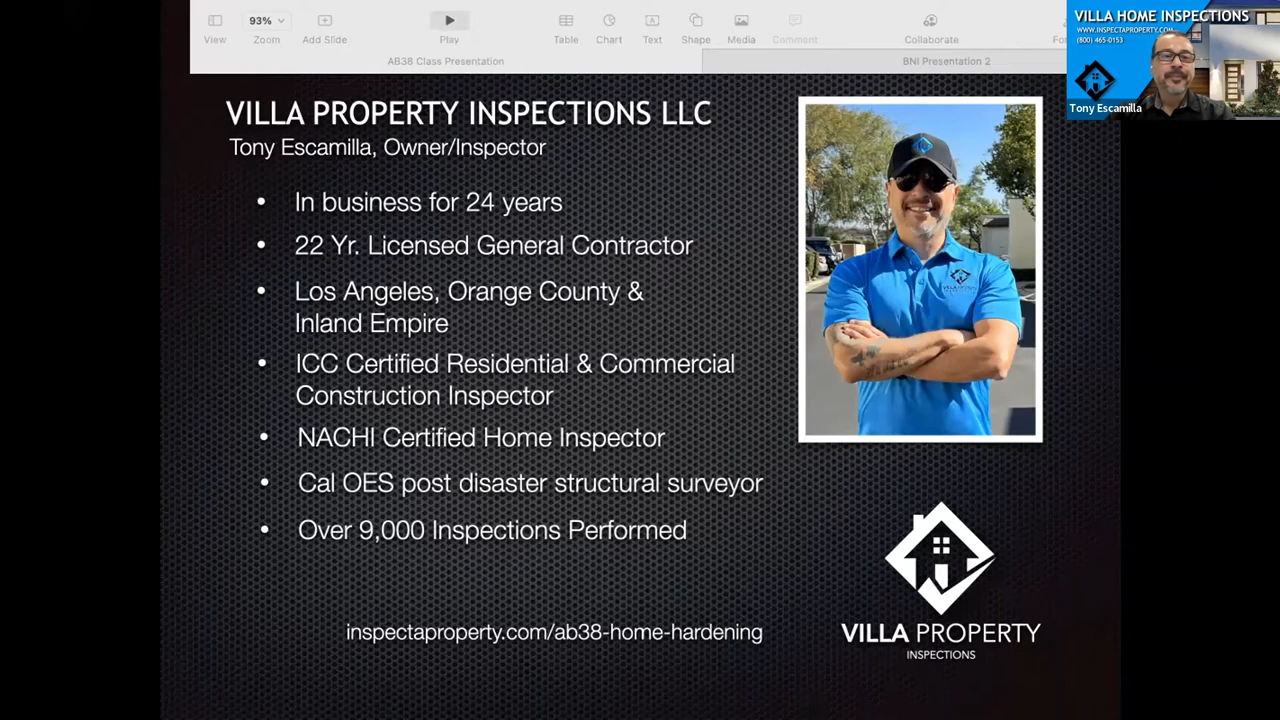 93%
View
Zoom
Add Slide
Play
Table
Chart
Text
Shape
Media
Comment
Collaborate
AB38 Class Presentation
BNI Presentation 2
VILLA HOME INSPECTIONS
WWW.INSPECTAPROPERTY.COM
(800) 465-0153
Tony Escamilla
VILLA PROPERTY INSPECTIONS LLC
Tony Escamilla, Owner/Inspector
• In business for 24 years
• 22 Yr. Licensed General Contractor
• Los Angeles, Orange County &
Inland Empire
• ICC Certified Residential & Commercial
Construction Inspector
• NACHI Certified Home Inspector
• Cal OES post disaster structural surveyor
• Over 9,000 Inspections Performed
inspectaproperty.com/ab38-home-hardening
VILLA PROPERTY
INSPECTIONS